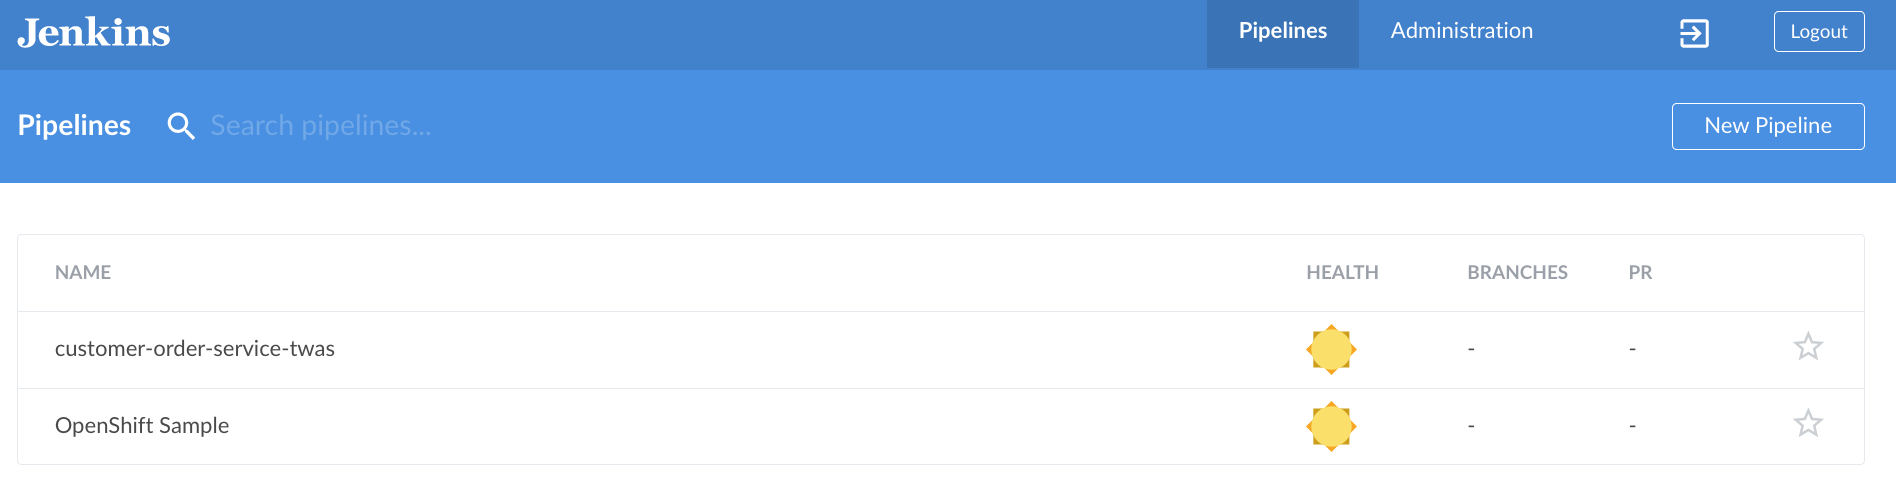 Jenkins Pipelines Administration Logout
Pipelines Search pipelines... New Pipeline
NAME HEALTH BRANCHES PR
customer-order-service-twas - -
OpenShift Sample - -